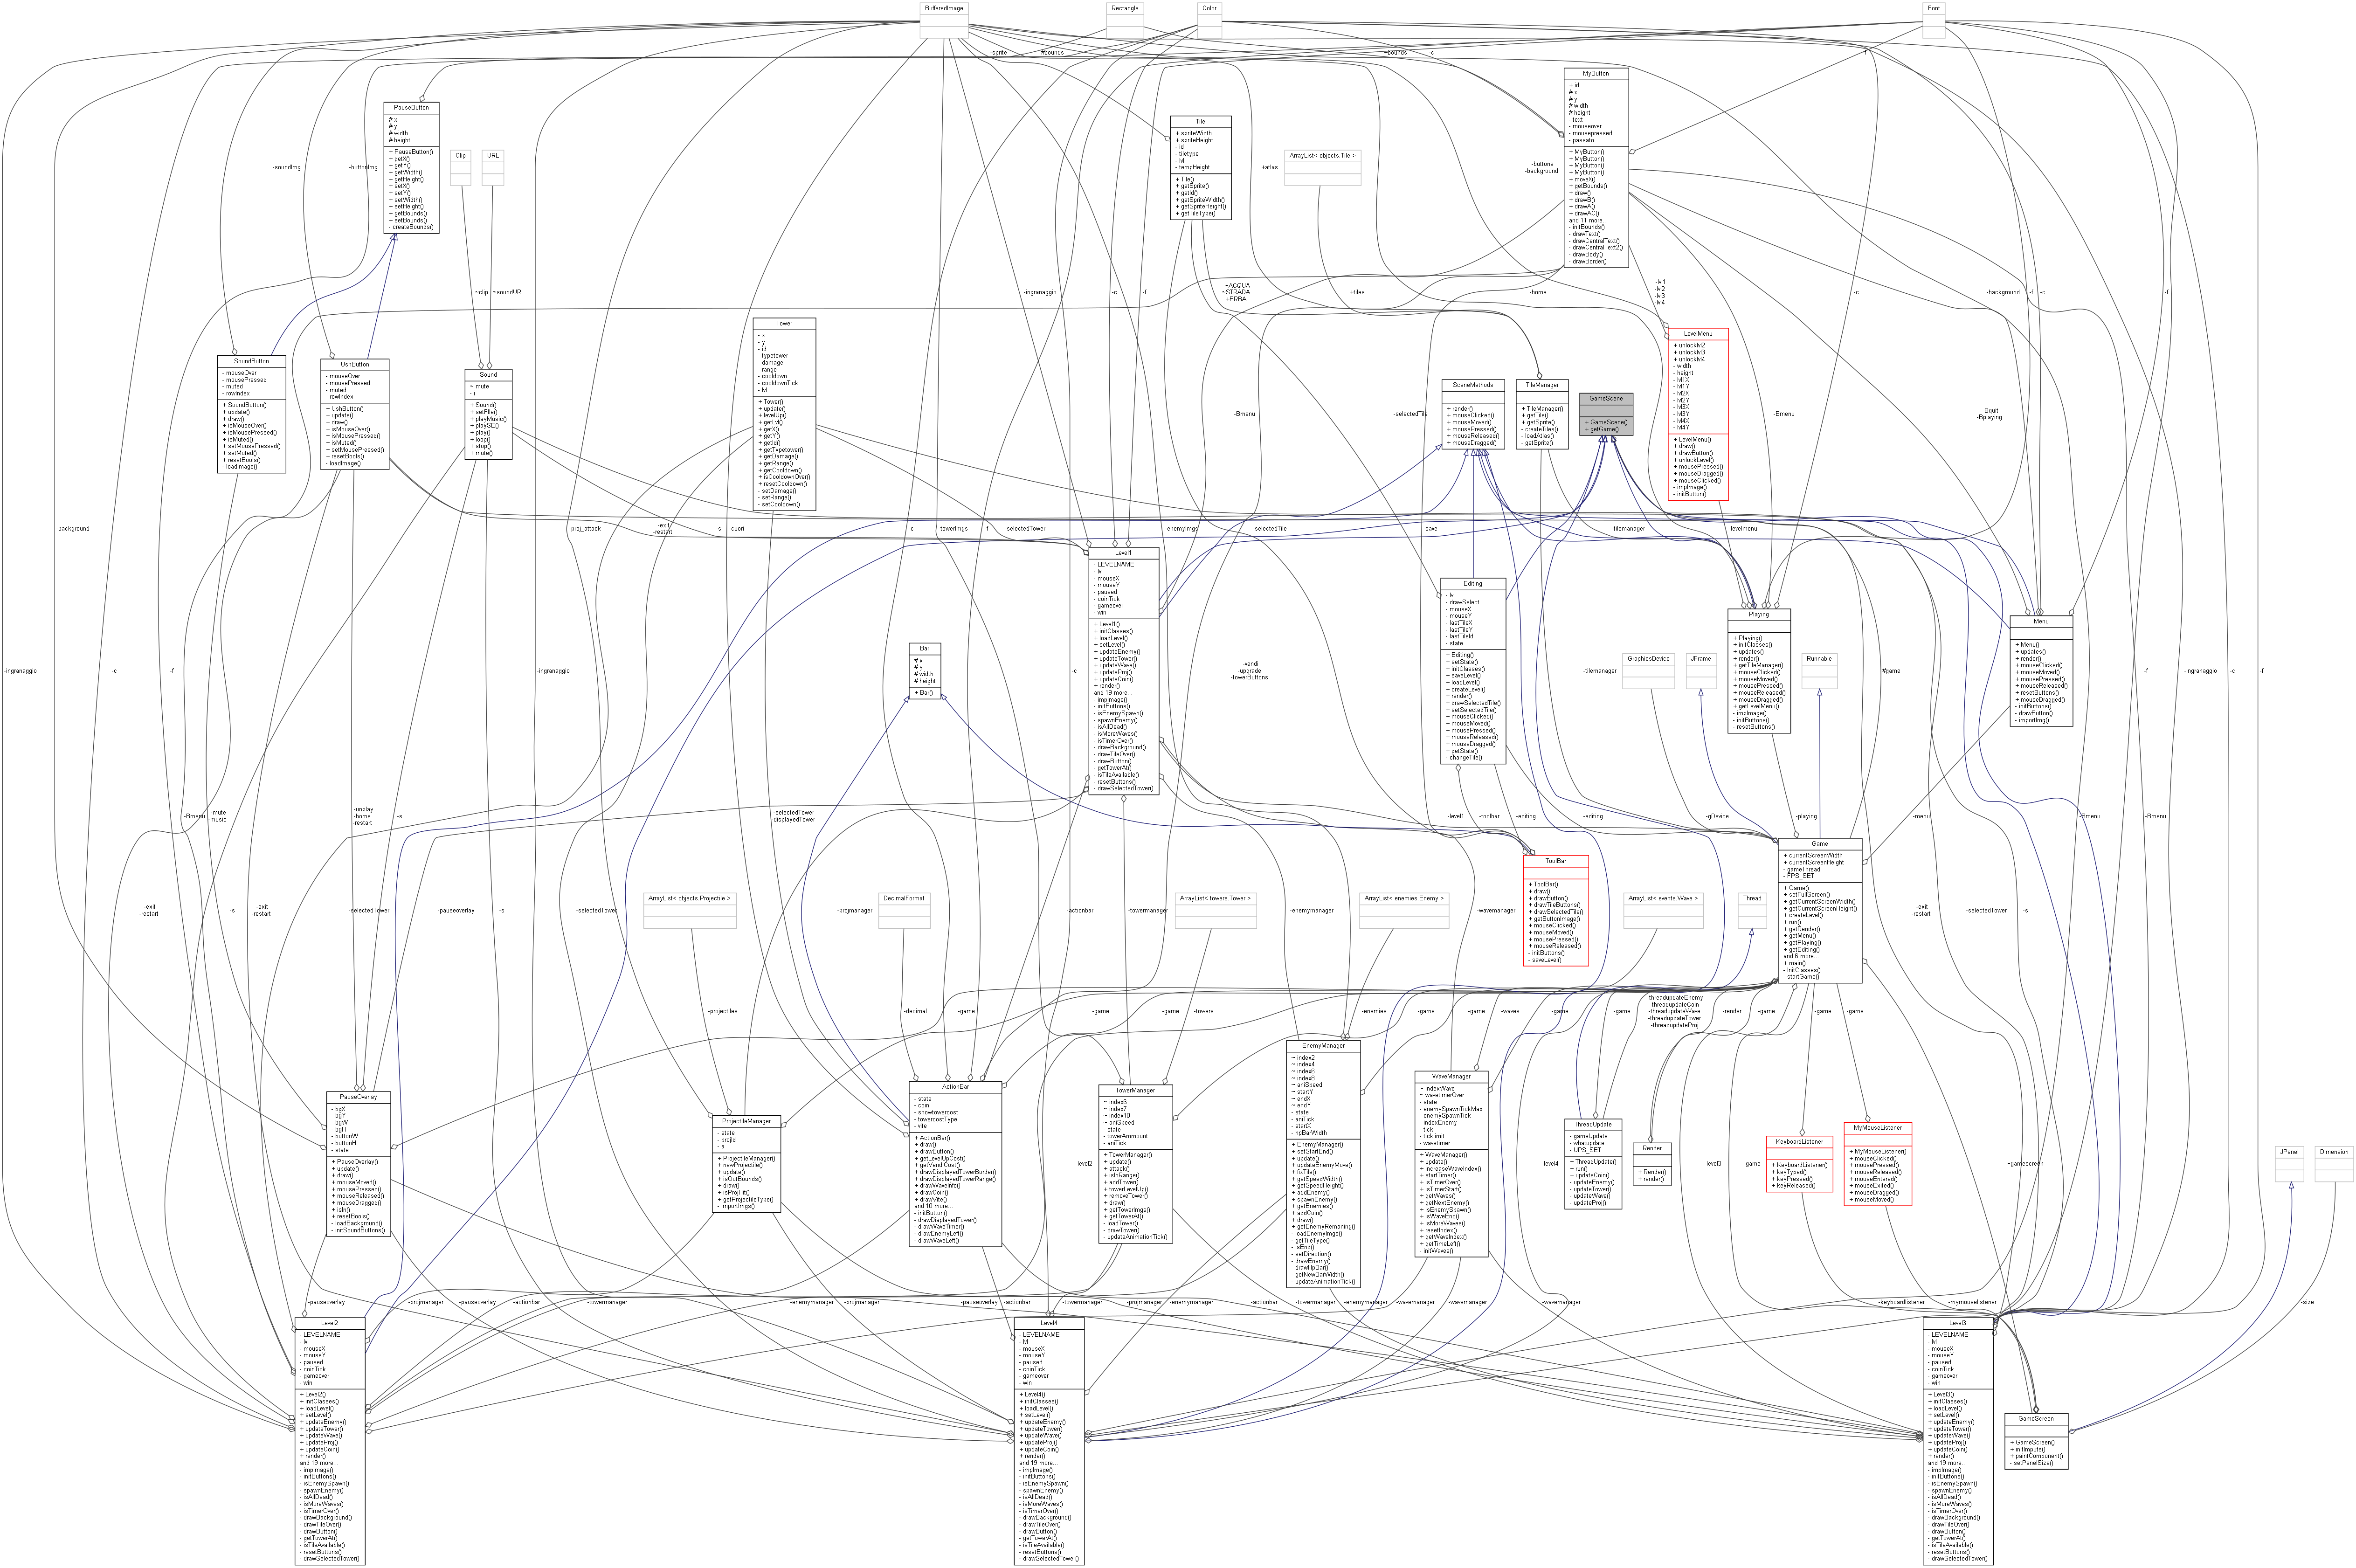 BufferedImage
Rectangle
Color
Font
-sprite
#bounds
+bounds
-c
-f
MyButton
+ id
# x
# y
# width
# height
- text
- mouseover
- mousepressed
- passato
+ MyButton()
+ MyButton()
+ MyButton()
+ MyButton()
+ moveX()
+ getBounds()
+ draw()
+ drawB()
+ drawA()
+ drawAC()
and 11 more...
- initBounds()
- drawText()
- drawCentralText()
- drawCentralText2()
- drawBody()
- drawBorder()
PauseButton
# x
# y
# width
# height
+ PauseButton()
+ getX()
+ getY()
+ getWidth()
+ getHeight()
+ setX()
+ setY()
+ setWidth()
+ setHeight()
+ getBounds()
+ setBounds()
- createBounds()
Tile
+ spriteWidth
+ spriteHeight
- id
- tiletype
- lvl
- tempHeight
+ Tile()
+ getSprite()
+ getId()
+ getSpriteWidth()
+ getSpriteHeight()
+ getTileType()
Clip
URL
ArrayList< objects.Tile >
-soundImg
-buttonImg
+atlas
-buttons
-background
~clip
~soundURL
-ingranaggio
-c
-f
~ACQUA
~STRADA
+ERBA
+tiles
-home
-lvl1
-lvl2
-lvl3
-lvl4
-c
-background
-f
-c
-f
Tower
- x
- y
- id
- typetower
- damage
- range
- cooldown
- cooldownTick
- lvl
+ Tower()
+ update()
+ levelUp()
+ getLvl()
+ getX()
+ getY()
+ getId()
+ getTypetower()
+ getDamage()
+ getRange()
+ getCooldown()
+ isCooldownOver()
+ resetCooldown()
- setDamage()
- setRange()
- setCooldown()
LevelMenu
+ unlocklvl2
+ unlocklvl3
+ unlocklvl4
- width
- height
- lvl1X
- lvl1Y
- lvl2X
- lvl2Y
- lvl3X
- lvl3Y
- lvl4X
- lvl4Y
+ LevelMenu()
+ draw()
+ drawButton()
+ unlockLevel()
+ mousePressed()
+ mouseDragged()
+ mouseClicked()
- impImage()
- initButton()
SoundButton
- mouseOver
- mousePressed
- muted
- rowIndex
+ SoundButton()
+ update()
+ draw()
+ isMouseOver()
+ isMousePressed()
+ isMuted()
+ setMousePressed()
+ setMuted()
+ resetBools()
- loadImage()
UshButton
- mouseOver
- mousePressed
- muted
- rowIndex
+ UshButton()
+ update()
+ draw()
+ isMouseOver()
+ isMousePressed()
+ isMuted()
+ setMousePressed()
+ resetBools()
- loadImage()
Sound
~ mute
- i
+ Sound()
+ setFile()
+ playMusic()
+ playSE()
+ play()
+ loop()
+ stop()
+ mute()
SceneMethods
+ render()
+ mouseClicked()
+ mouseMoved()
+ mousePressed()
+ mouseReleased()
+ mouseDragged()
TileManager
+ TileManager()
+ getTile()
+ getSprite()
- createTiles()
- loadAtlas()
- getSprite()
GameScene
+ GameScene()
+ getGame()
-Bmenu
-selectedTile
-Bmenu
-Bquit
-Bplaying
-background
-proj_attack
-cuori
-exit
-restart
-s
-selectedTower
-c
-towerImgs
-f
-enemyImgs
-selectedTile
-save
-tilemanager
-levelmenu
Level1
- LEVELNAME
- lvl
- mouseX
- mouseY
- paused
- coinTick
- gameover
- win
+ Level1()
+ initClasses()
+ loadLevel()
+ setLevel()
+ updateEnemy()
+ updateTower()
+ updateWave()
+ updateProj()
+ updateCoin()
+ render()
and 19 more...
- impImage()
- initButtons()
- isEnemySpawn()
- spawnEnemy()
- isAllDead()
- isMoreWaves()
- isTimerOver()
- drawBackground()
- drawTileOver()
- drawButton()
- getTowerAt()
- isTileAvailable()
- resetButtons()
- drawSelectedTower()
Editing
- lvl
- drawSelect
- mouseX
- mouseY
- lastTileX
- lastTileY
- lastTileId
- state
+ Editing()
+ setState()
+ initClasses()
+ saveLevel()
+ loadLevel()
+ createLevel()
+ render()
+ drawSelectedTile()
+ setSelectedTile()
+ mouseClicked()
+ mouseMoved()
+ mousePressed()
+ mouseReleased()
+ mouseDragged()
+ getState()
- changeTile()
Playing
+ Playing()
+ initClasses()
+ updates()
+ render()
+ getTileManager()
+ mouseClicked()
+ mouseMoved()
+ mousePressed()
+ mouseReleased()
+ mouseDragged()
+ getLevelMenu()
- impImage()
- initButtons()
- resetButtons()
Menu
+ Menu()
+ updates()
+ render()
+ mouseClicked()
+ mouseMoved()
+ mousePressed()
+ mouseReleased()
+ resetButtons()
+ mouseDragged()
- initButtons()
- drawButton()
- importImg()
Bar
# x
# y
# width
# height
+ Bar()
GraphicsDevice
JFrame
Runnable
-ingranaggio
-c
-f
-ingranaggio
-c
-vendi
-upgrade
-towerButtons
-tilemanager
#game
-f
-ingranaggio
-c
-f
-Bmenu
-mute
-music
-unplay
-home
-restart
-s
-selectedTower
-displayedTower
-level1
-toolbar
-editing
-editing
-gDevice
-playing
-menu
-Bmenu
-Bmenu
ToolBar
+ ToolBar()
+ draw()
+ drawButton()
+ drawTileButtons()
+ drawSelectedTile()
+ getButtonImage()
+ mouseClicked()
+ mouseMoved()
+ mousePressed()
+ mouseReleased()
- initButtons()
- saveLevel()
Game
+ currentScreenWidth
+ currentScreenHeight
- gameThread
- FPS_SET
+ Game()
+ setFullScreen()
+ getCurrentScreenWidth()
+ getCurrentScreenHeight()
+ createLevel()
+ run()
+ getRender()
+ getMenu()
+ getPlaying()
+ getEditing()
and 6 more...
+ main()
- InitClasses()
- startGame()
-exit
-restart
-s
-exit
-restart
-selectedTower
-pauseoverlay
-s
-selectedTower
-projmanager
-actionbar
-towermanager
-enemymanager
-wavemanager
-exit
-restart
-selectedTower
-s
ArrayList< objects.Projectile >
DecimalFormat
ArrayList< towers.Tower >
ArrayList< enemies.Enemy >
ArrayList< events.Wave >
Thread
-projectiles
-decimal
-game
-game
-game
-towers
-enemies
-game
-game
-waves
-game
-game
-threadupdateEnemy
-threadupdateCoin
-threadupdateWave
-threadupdateTower
-threadupdateProj
-render
-game
-game
-game
PauseOverlay
- bgX
- bgY
- bgW
- bgH
- buttonW
- buttonH
- state
+ PauseOverlay()
+ update()
+ draw()
+ mouseMoved()
+ mousePressed()
+ mouseReleased()
+ mouseDragged()
+ isIn()
+ resetBools()
- loadBackground()
- initSoundButtons()
ProjectileManager
- state
- projId
- a
+ ProjectileManager()
+ newProjectile()
+ update()
+ isOutBounds()
+ draw()
+ isProjHit()
+ getProjectileType()
- importImgs()
ActionBar
- state
- coin
- showtowercost
- towercostType
- vite
+ ActionBar()
+ draw()
+ drawButton()
+ getLevelUpCost()
+ getVendiCost()
+ drawDisplayedTowerBorder()
+ drawDisplayedTowerRange()
+ drawWaveInfo()
+ drawCoin()
+ drawVite()
and 10 more...
- initButton()
- drawDiaplayedTower()
- drawWaveTimer()
- drawEnemyLeft()
- drawWaveLeft()
TowerManager
~ index6
~ index7
~ index10
~ aniSpeed
- state
- towerAmmount
- aniTick
+ TowerManager()
+ update()
+ attack()
+ isInRange()
+ addTower()
+ towerLevelUp()
+ removeTower()
+ draw()
+ getTowerImgs()
+ getTowerAt()
- loadTower()
- drawTower()
- updateAnimationTick()
EnemyManager
~ index2
~ index4
~ index6
~ index8
~ aniSpeed
~ startY
~ endX
~ endY
- state
- aniTick
- startX
- hpBarWidth
+ EnemyManager()
+ setStartEnd()
+ update()
+ updateEnemyMove()
+ fixTile()
+ getSpeedWidth()
+ getSpeedHeight()
+ addEnemy()
+ spawnEnemy()
+ getEnemies()
+ addCoin()
+ draw()
+ getEnemyRemaning()
- loadEnemyImgs()
- getTileType()
- isEnd()
- setDirection()
- drawEnemy()
- drawHpBar()
- getNewBarWidth()
- updateAnimationTick()
WaveManager
~ indexWave
~ wavetimerOver
- state
- enemySpawnTickMax
- enemySpawnTick
- indexEnemy
- tick
- ticklimit
- wavetimer
+ WaveManager()
+ update()
+ increaseWaveIndex()
+ startTimer()
+ isTimerOver()
+ isTimerStart()
+ getWaves()
+ getNextEnemy()
+ isEnemySpawn()
+ isWaveEnd()
+ isMoreWaves()
+ resetIndex()
+ getWaveIndex()
+ getTimeLeft()
- initWaves()
ThreadUpdate
- gameUpdate
- whatupdate
- UPS_SET
+ ThreadUpdate()
+ run()
- updateCoin()
- updateEnemy()
- updateTower()
- updateWave()
- updateProj()
Render
+ Render()
+ render()
KeyboardListener
+ KeyboardListener()
+ keyTyped()
+ keyPressed()
+ keyReleased()
MyMouseListener
+ MyMouseListener()
+ mouseClicked()
+ mousePressed()
+ mouseReleased()
+ mouseEntered()
+ mouseExited()
+ mouseDragged()
+ mouseMoved()
JPanel
Dimension
-level2
-level4
-level3
-game
~gamescreen
-pauseoverlay
-projmanager
-pauseoverlay
-actionbar
-towermanager
-enemymanager
-projmanager
-pauseoverlay
-actionbar
-towermanager
-projmanager
-enemymanager
-actionbar
-towermanager
-enemymanager
-wavemanager
-wavemanager
-wavemanager
-keyboardlistener
-mymouselistener
-size
Level2
- LEVELNAME
- lvl
- mouseX
- mouseY
- paused
- coinTick
- gameover
- win
+ Level2()
+ initClasses()
+ loadLevel()
+ setLevel()
+ updateEnemy()
+ updateTower()
+ updateWave()
+ updateProj()
+ updateCoin()
+ render()
and 19 more...
- impImage()
- initButtons()
- isEnemySpawn()
- spawnEnemy()
- isAllDead()
- isMoreWaves()
- isTimerOver()
- drawBackground()
- drawTileOver()
- drawButton()
- getTowerAt()
- isTileAvailable()
- resetButtons()
- drawSelectedTower()
Level4
- LEVELNAME
- lvl
- mouseX
- mouseY
- paused
- coinTick
- gameover
- win
+ Level4()
+ initClasses()
+ loadLevel()
+ setLevel()
+ updateEnemy()
+ updateTower()
+ updateWave()
+ updateProj()
+ updateCoin()
+ render()
and 19 more...
- impImage()
- initButtons()
- isEnemySpawn()
- spawnEnemy()
- isAllDead()
- isMoreWaves()
- isTimerOver()
- drawBackground()
- drawTileOver()
- drawButton()
- getTowerAt()
- isTileAvailable()
- resetButtons()
- drawSelectedTower()
Level3
- LEVELNAME
- lvl
- mouseX
- mouseY
- paused
- coinTick
- gameover
- win
+ Level3()
+ initClasses()
+ loadLevel()
+ setLevel()
+ updateEnemy()
+ updateTower()
+ updateWave()
+ updateProj()
+ updateCoin()
+ render()
and 19 more...
- impImage()
- initButtons()
- isEnemySpawn()
- spawnEnemy()
- isAllDead()
- isMoreWaves()
- isTimerOver()
- drawBackground()
- drawTileOver()
- drawButton()
- getTowerAt()
- isTileAvailable()
- resetButtons()
- drawSelectedTower()
GameScreen
+ GameScreen()
+ initImputs()
+ paintComponent()
- setPanelSize()